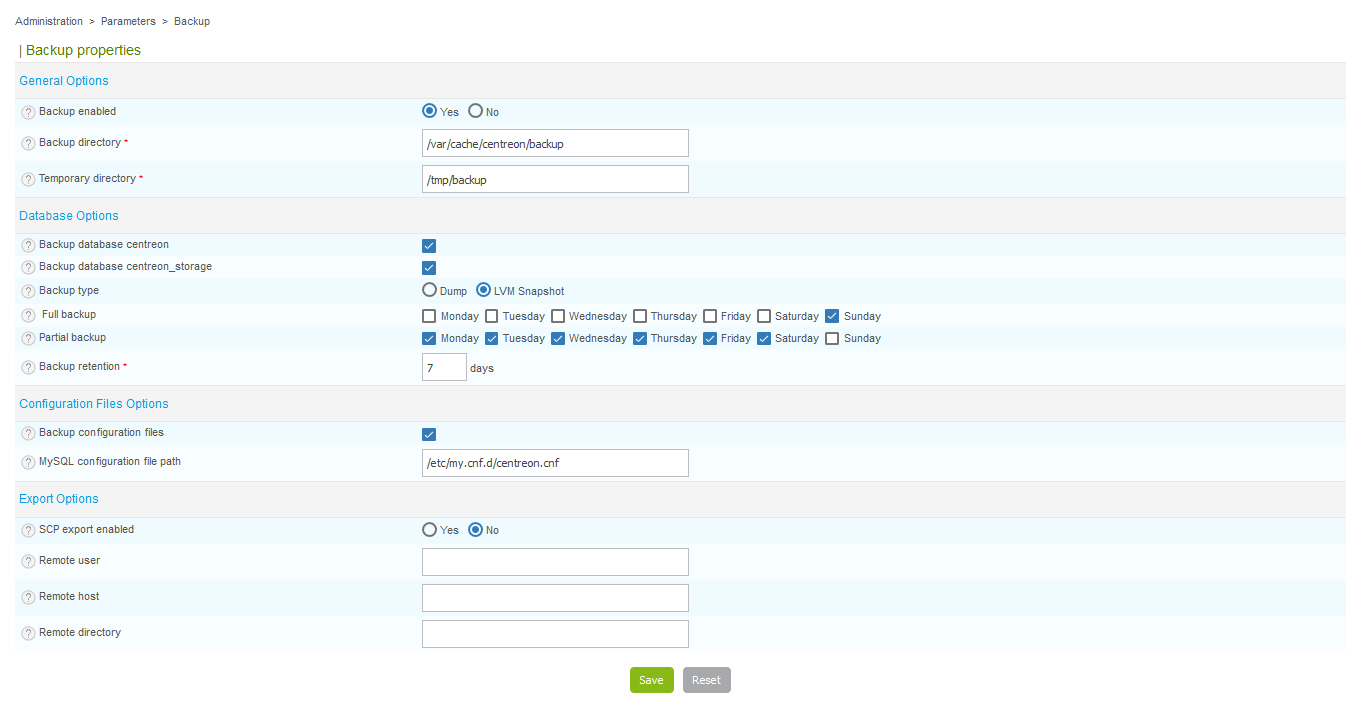 Administration > Parameters > Backup
| Backup properties
General Options
? Backup enabled Yes No
? Backup directory * /var/cache/centreon/backup
? Temporary directory * /tmp/backup
Database Options
? Backup database centreon
? Backup database centreon_storage
? Backup type Dump LVM Snapshot
? Full backup Monday Tuesday Wednesday Thursday Friday Saturday Sunday
? Partial backup Monday Tuesday Wednesday Thursday Friday Saturday Sunday
? Backup retention * 7 days
Configuration Files Options
? Backup configuration files
? MySQL configuration file path /etc/my.cnf.d/centreon.cnf
Export Options
? SCP export enabled Yes No
? Remote user
? Remote host
? Remote directory
Save Reset